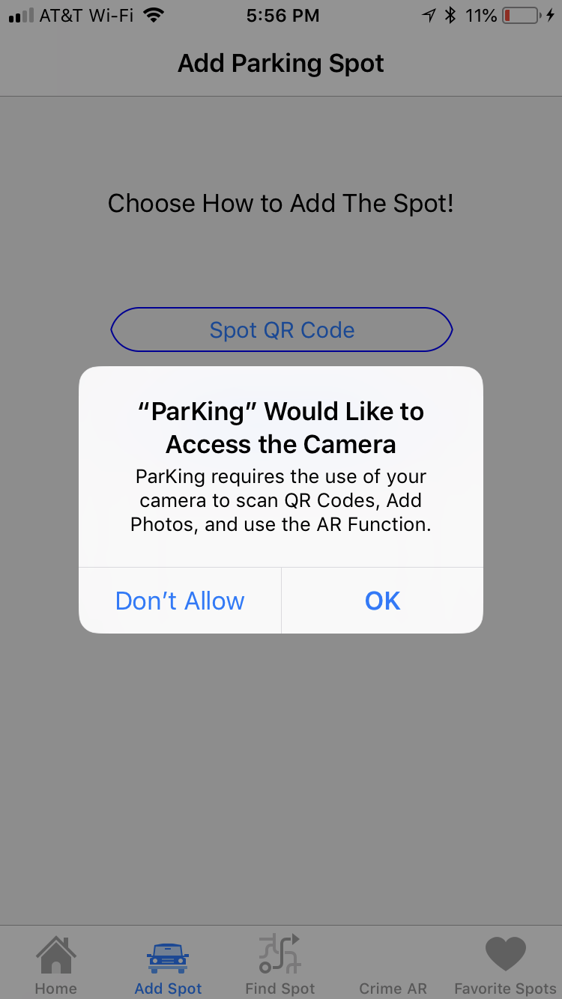 AT&T Wi-Fi 5:56 PM 11%
Add Parking Spot
Choose How to Add The Spot!
Spot QR Code
“ParKing” Would Like to
Access the Camera
ParKing requires the use of your
camera to scan QR Codes, Add
Photos, and use the AR Function.
Don’t Allow OK
Home Add Spot Find Spot Crime AR Favorite Spots